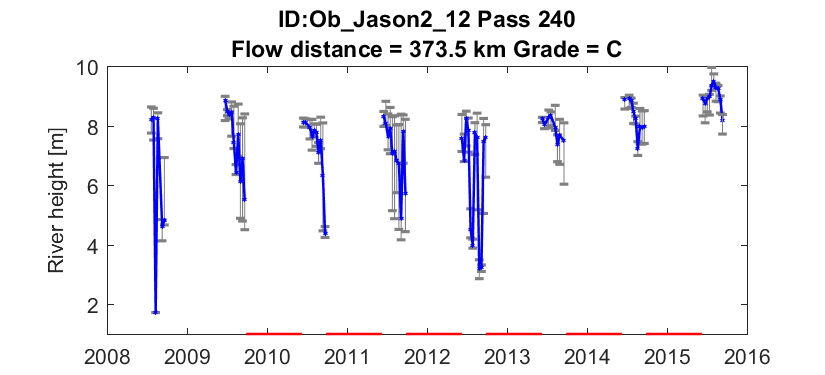 ID:Ob_Jason2_12 Pass 240
Flow distance = 373.5 km Grade = C
River height [m]
10
8
6
4
2
2008 2009 2010 2011 2012 2013 2014 2015 2016